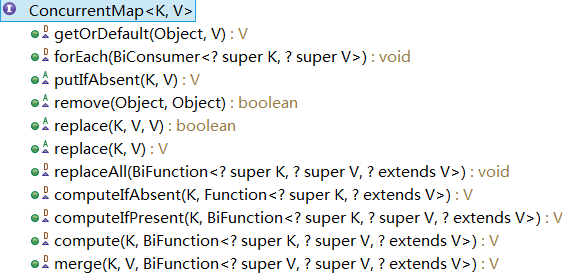 ConcurrentMap<K, V>
getOrDefault(Object, V) : V
forEach(BiConsumer<? super K, ? super V>) : void
putIfAbsent(K, V) : V
remove(Object, Object) : boolean
replace(K, V, V) : boolean
replace(K, V) : V
replaceAll(BiFunction<? super K, ? super V, ? extends V>) : void
computeIfAbsent(K, Function<? super K, ? extends V>) : V
computeIfPresent(K, BiFunction<? super K, ? super V, ? extends V>) : V
compute(K, BiFunction<? super K, ? super V, ? extends V>) : V
merge(K, V, BiFunction<? super V, ? super V, ? extends V>) : V